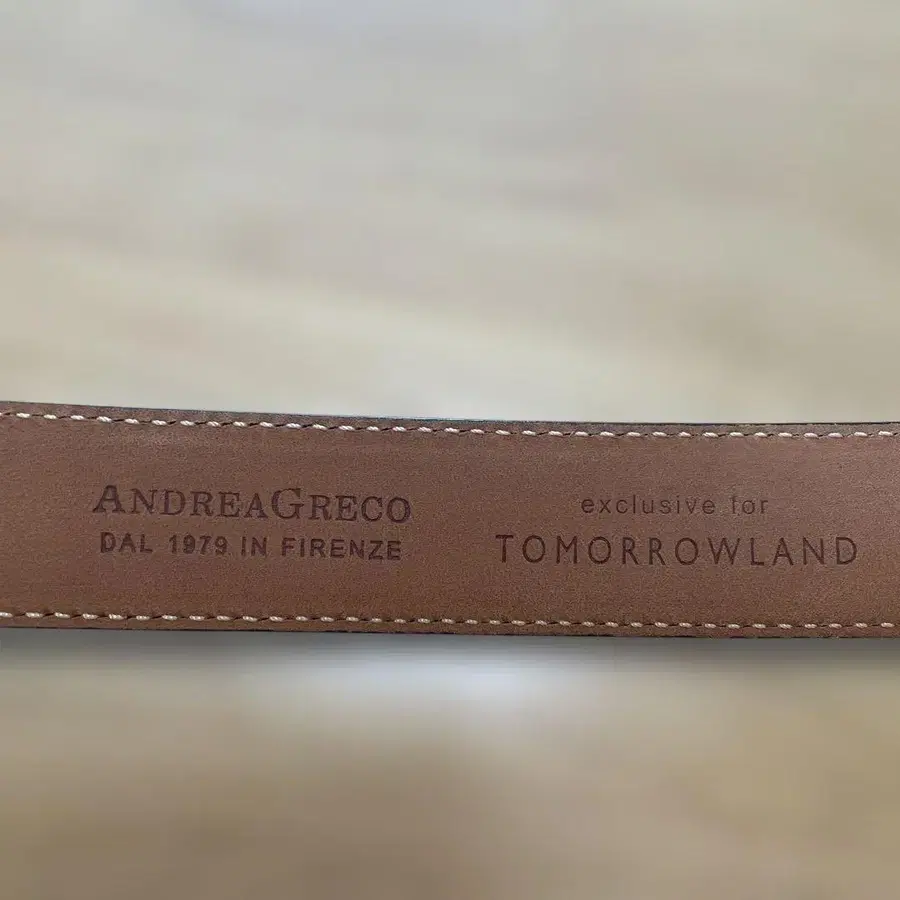 ANDREAGRECO
DAL 1979 IN FIRENZE
exclusive for
TOMORROWLAND